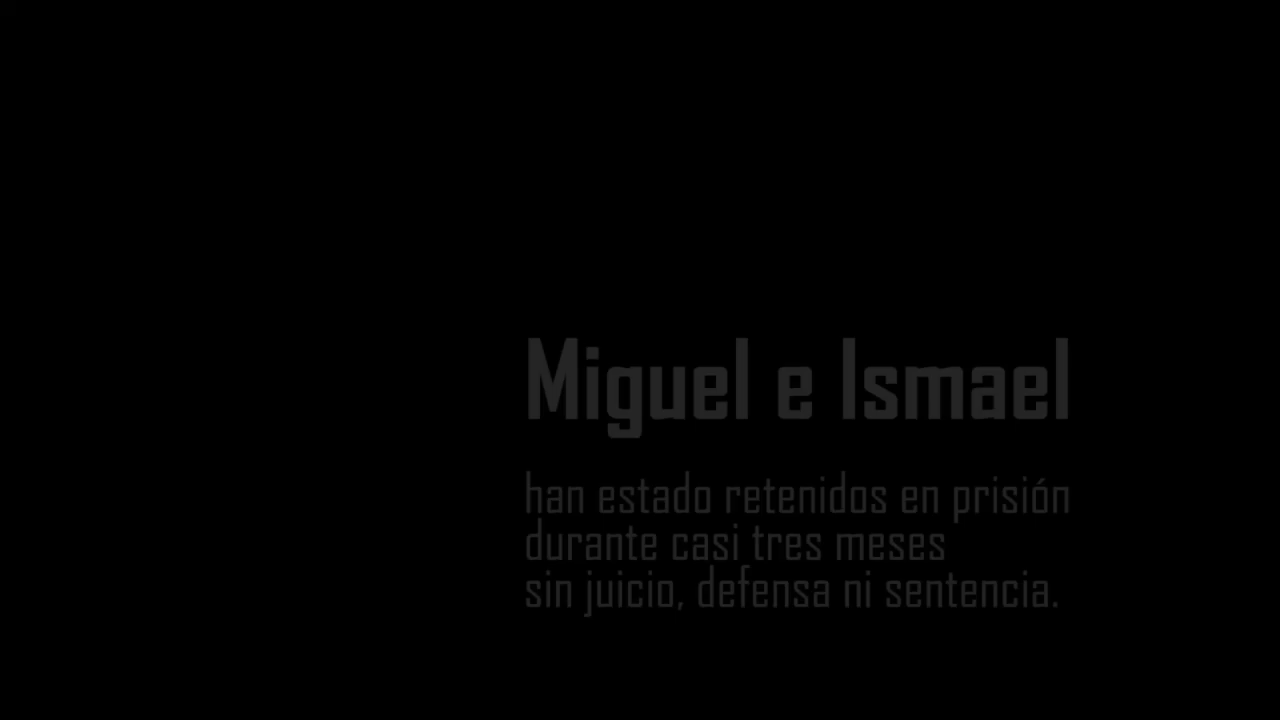 Miguel e Ismael
han estado retenidos en prisión
durante casi tres meses
sin juicio, defensa ni sentencia.